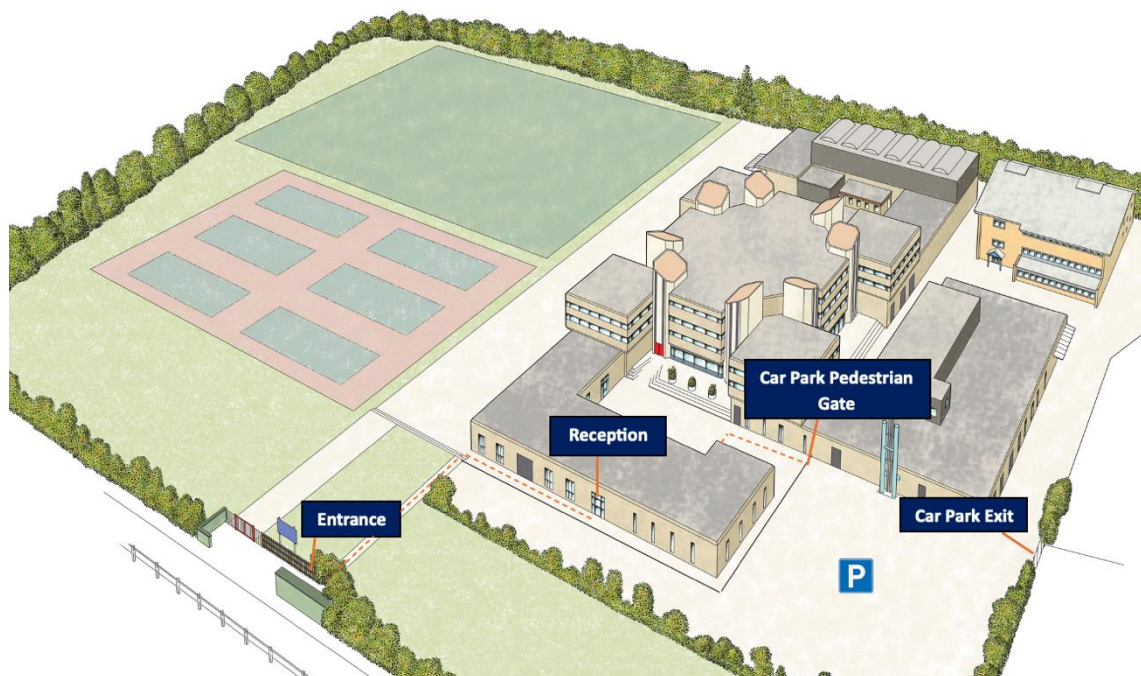 Car Park Pedestrian
Gate
Reception
Entrance
Car Park Exit
P